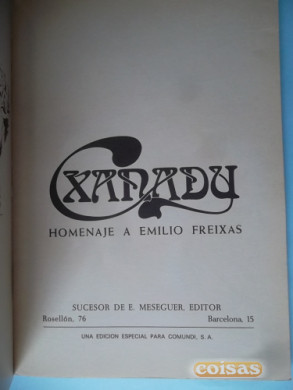 XANADU
HOMENAJE A EMILIO FREIXAS
SUCESOR DE E. MESEGUER, EDITOR
Rosellón, 76 Barcelona, 15
UNA EDICION ESPECIAL PARA COMUNDI, S. A.
coisas